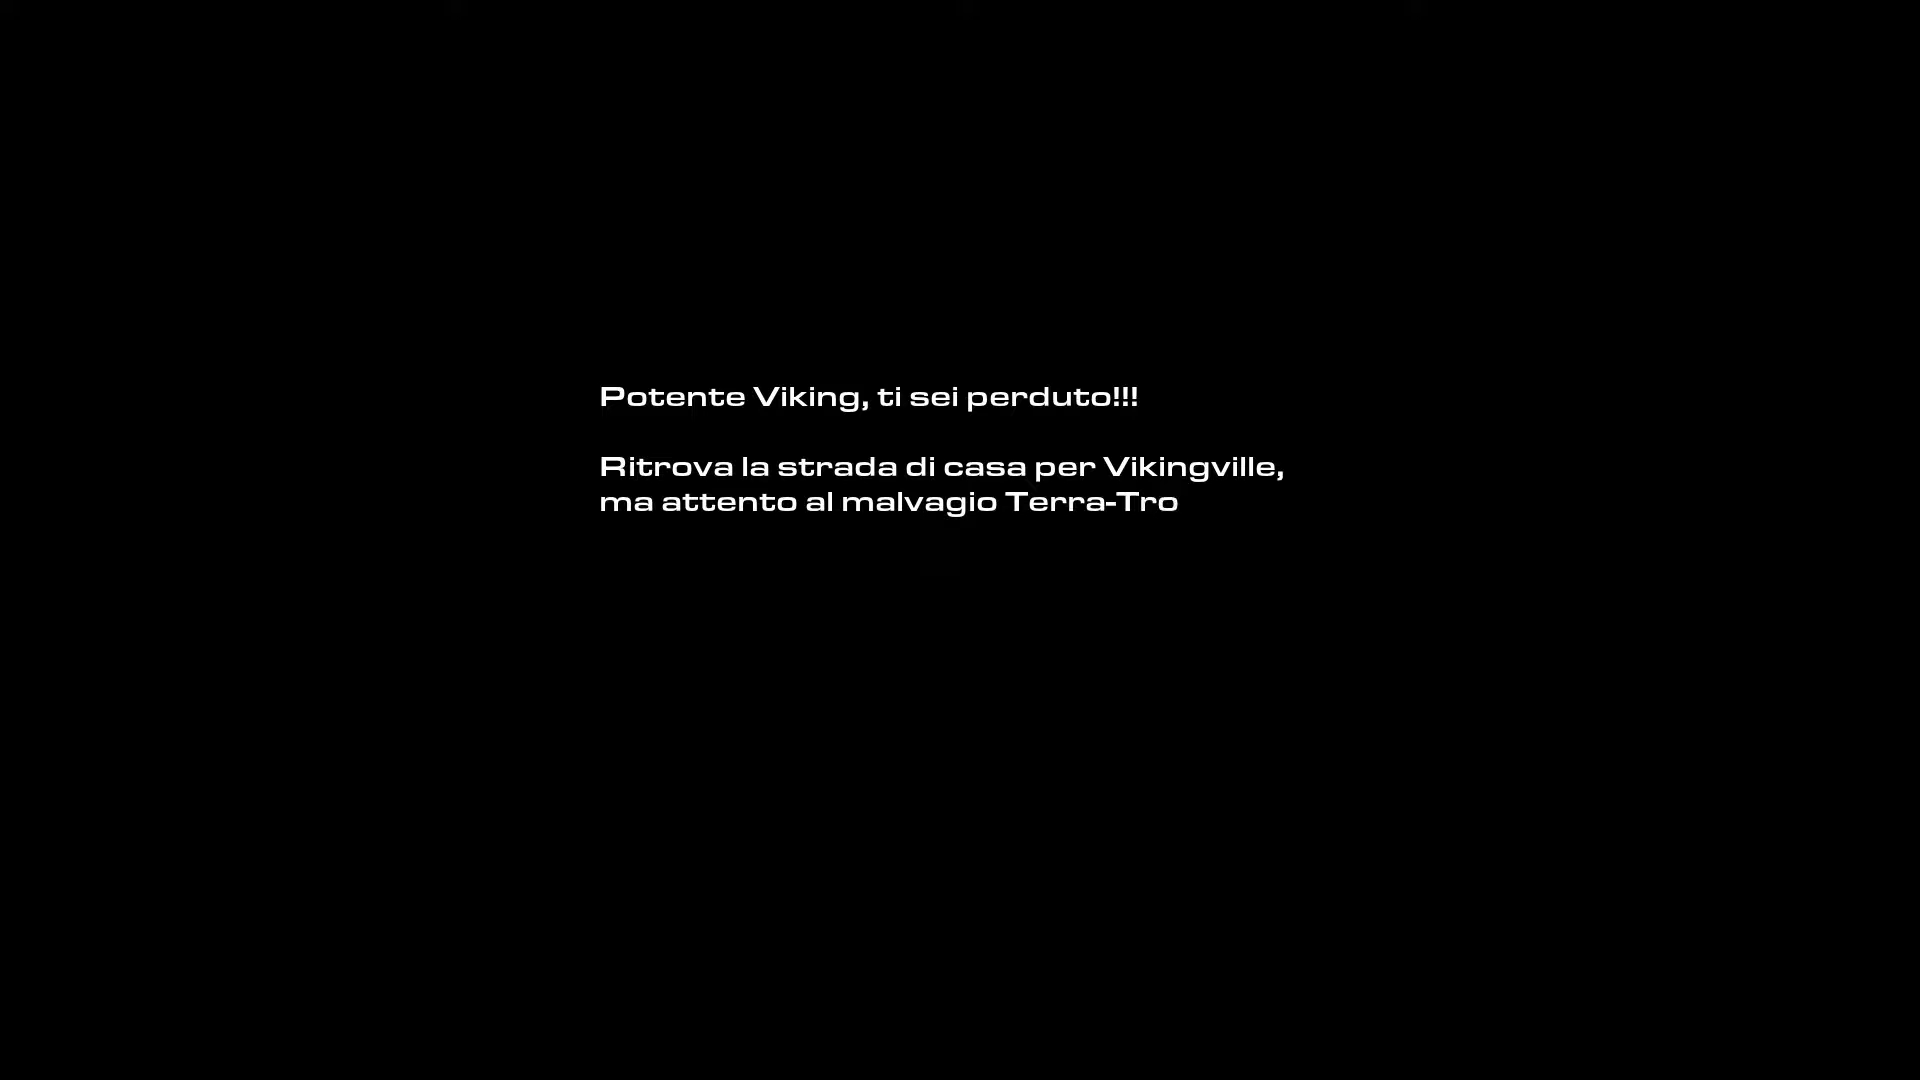 Potente Viking, ti sei perduto!!!
Ritrova la strada di casa per Vikingville,
ma attento al malvagio Terra-Tro